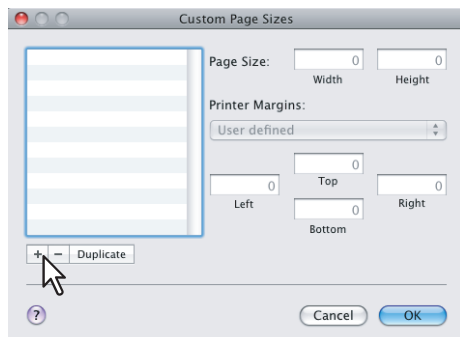 Custom Page Sizes
Page Size: 0 0
Width Height
Printer Margins:
User defined
0
Top
0 0
Left Right
0
Bottom
+ − Duplicate
? Cancel OK